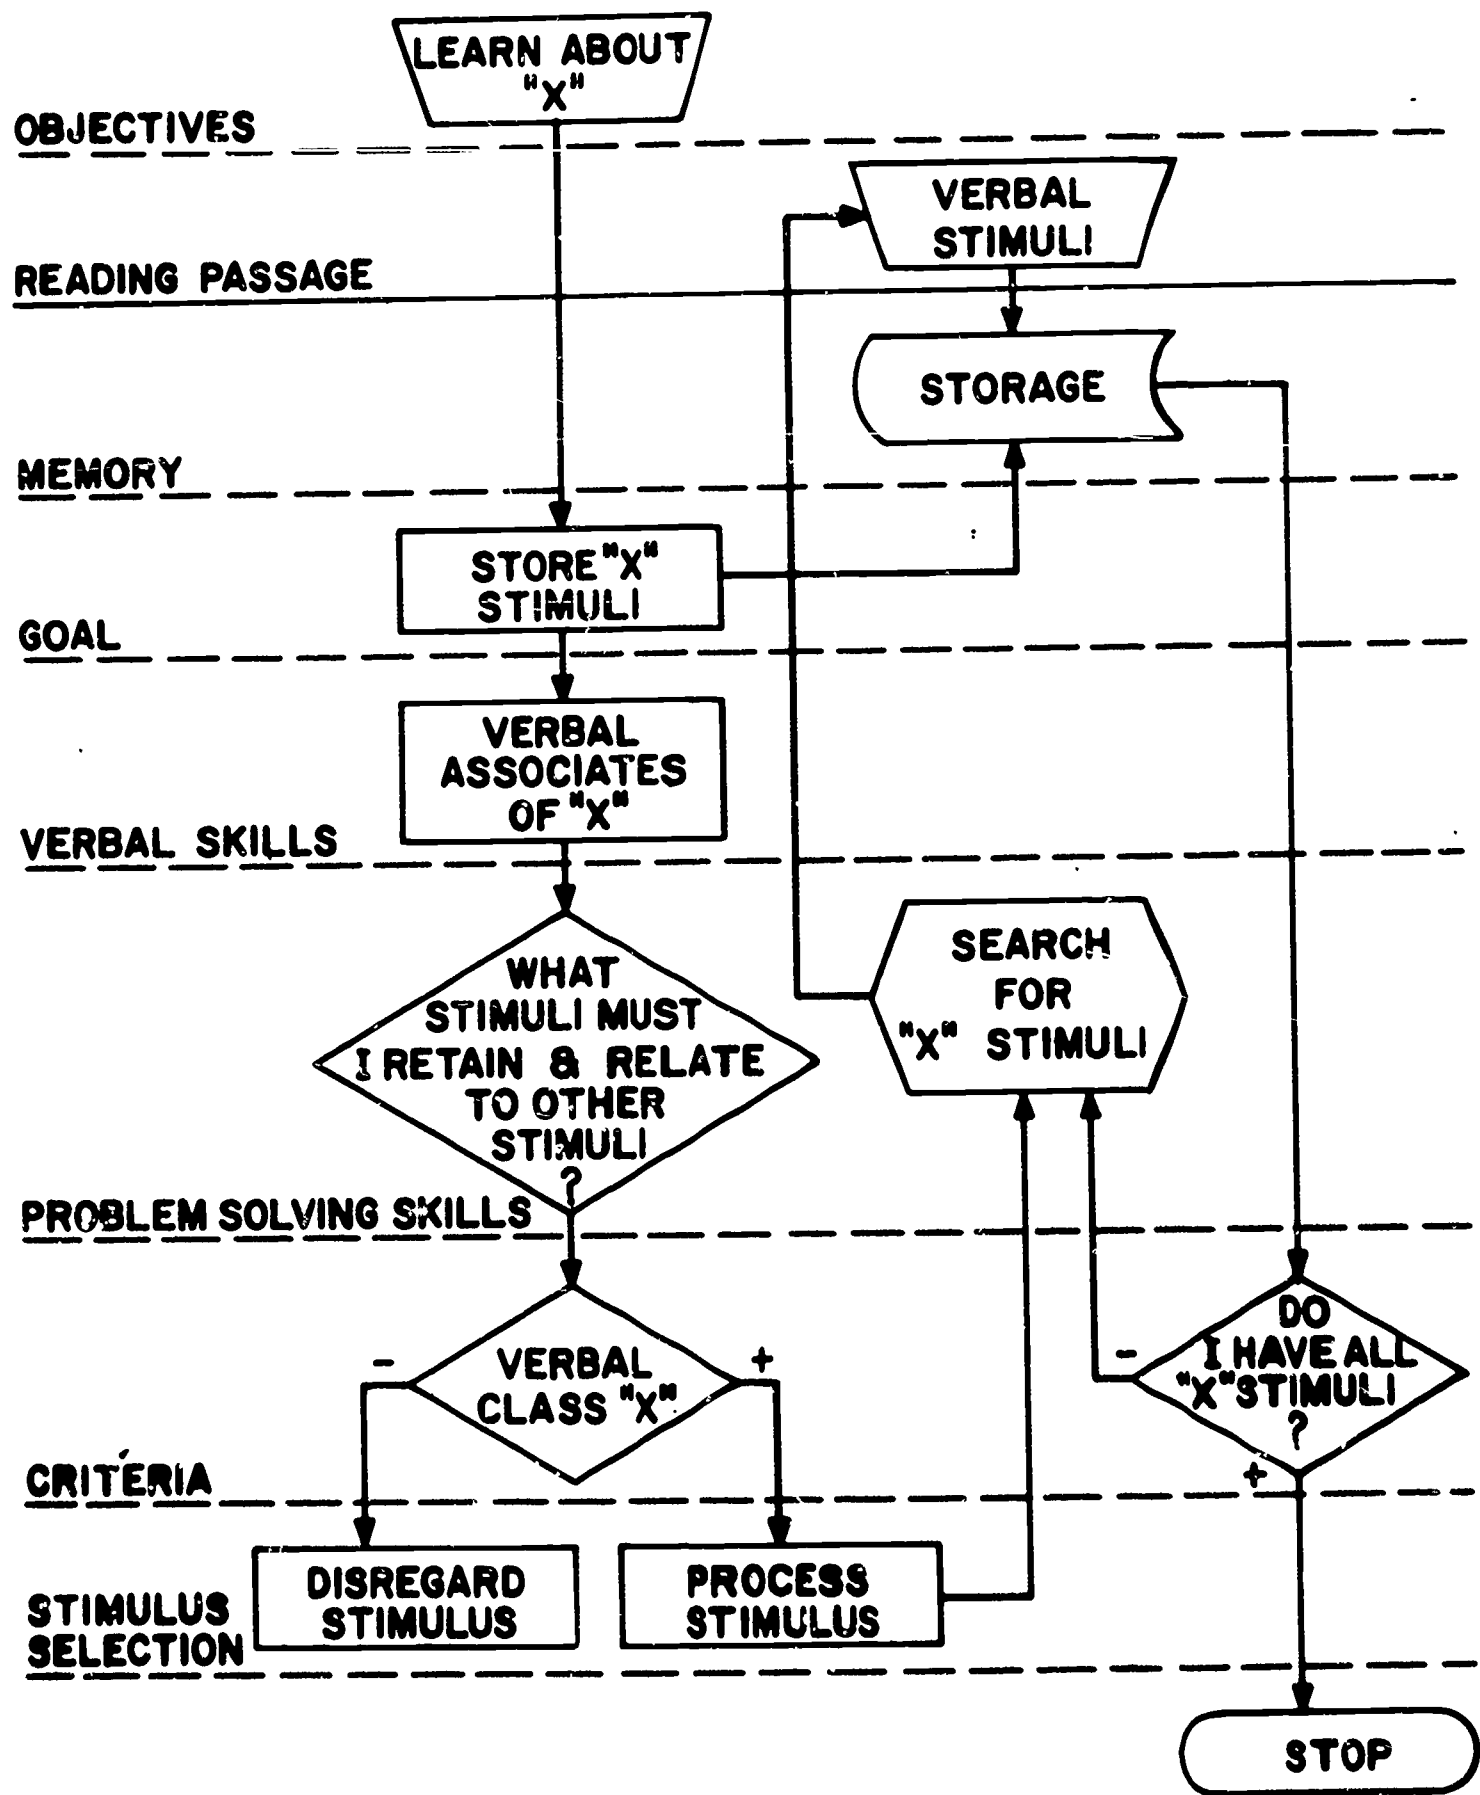 LEARN ABOUT
"X"
OBJECTIVES
VERBAL
STIMULI
READING PASSAGE
STORAGE
MEMORY
STORE "X"
STIMULI
GOAL
VERBAL
ASSOCIATES
OF "X"
VERBAL SKILLS
WHAT
STIMULI MUST
I RETAIN & RELATE
TO OTHER
STIMULI
?
SEARCH
FOR
"X" STIMULI
PROBLEM SOLVING SKILLS
-
VERBAL
CLASS "X"
+
-
DO
I HAVE ALL
"X" STIMULI
?
+
CRITERIA
DISREGARD
STIMULUS
PROCESS
STIMULUS
STIMULUS
SELECTION
STOP